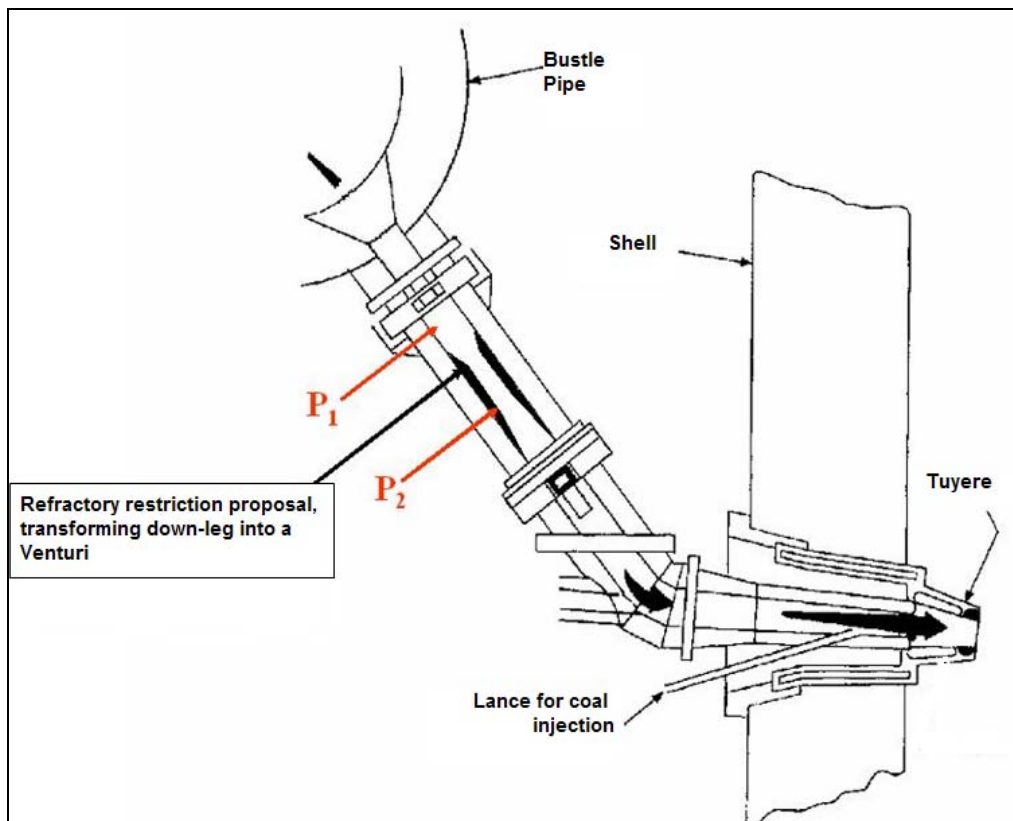 Bustle
Pipe
Shell
P₁
P₂
Refractory restriction proposal,
transforming down-leg into a
Venturi
Tuyere
Lance for coal
injection